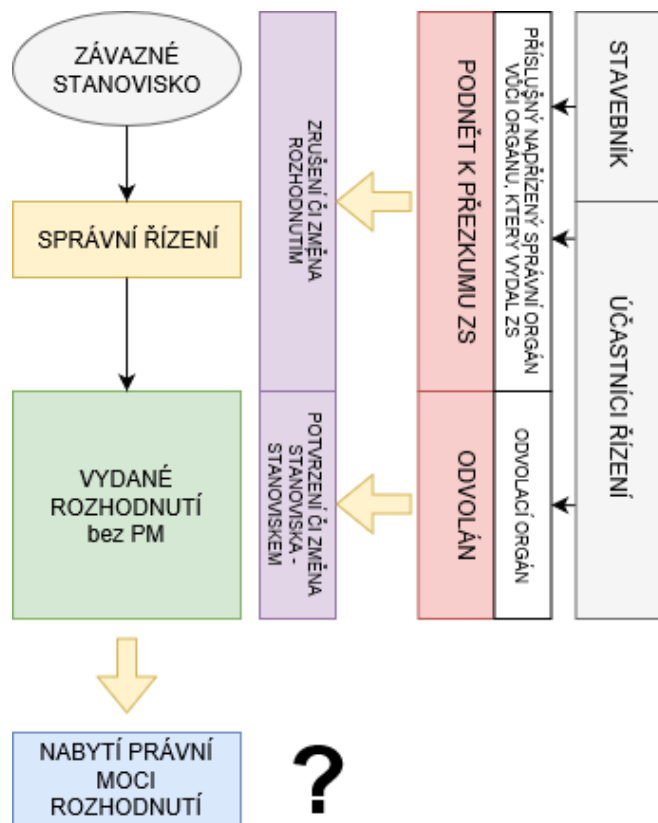 ZÁVAZNÉ
STANOVISKO
SPRÁVNÍ ŘÍZENÍ
VYDANÉ
ROZHODNUTÍ
bez PM
NABYTÍ PRÁVNÍ
MOCI
ROZHODNUTÍ
ZRUŠENÍ ČI ZMĚNA
ROZHODNUTÍM
POTVRZENÍ ČI ZMĚNA
STANOVISKA -
STANOVISKEM
PODNĚT K PŘEZKUMU ZS
ODVOLÁN
PŘÍSLUŠNÝ NADŘÍZENÝ SPRÁVNÍ ORGÁN
VŮČI ORGÁNU, KTERÝ VYDAL ZS
ODVOLACÍ ORGÁN
STAVEBNÍK
ÚČASTNÍCI ŘÍZENÍ
?